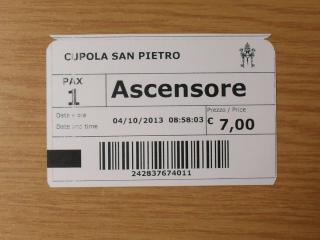 CUPOLA SAN PIETRO
PAX
1
Ascensore
Data e ora
Date and time
04/10/2013 08:58:03
Prezzo / Price
€ 7,00
242837674011